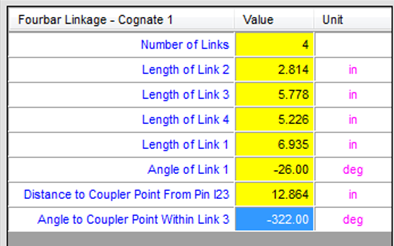 Fourbar Linkage - Cognate 1 Value Unit
Number of Links 4
Length of Link 2 2.814 in
Length of Link 3 5.778 in
Length of Link 4 5.226 in
Length of Link 1 6.935 in
Angle of Link 1 -26.00 deg
Distance to Coupler Point From Pin I23 12.864 in
Angle to Coupler Point Within Link 3 -322.00 deg